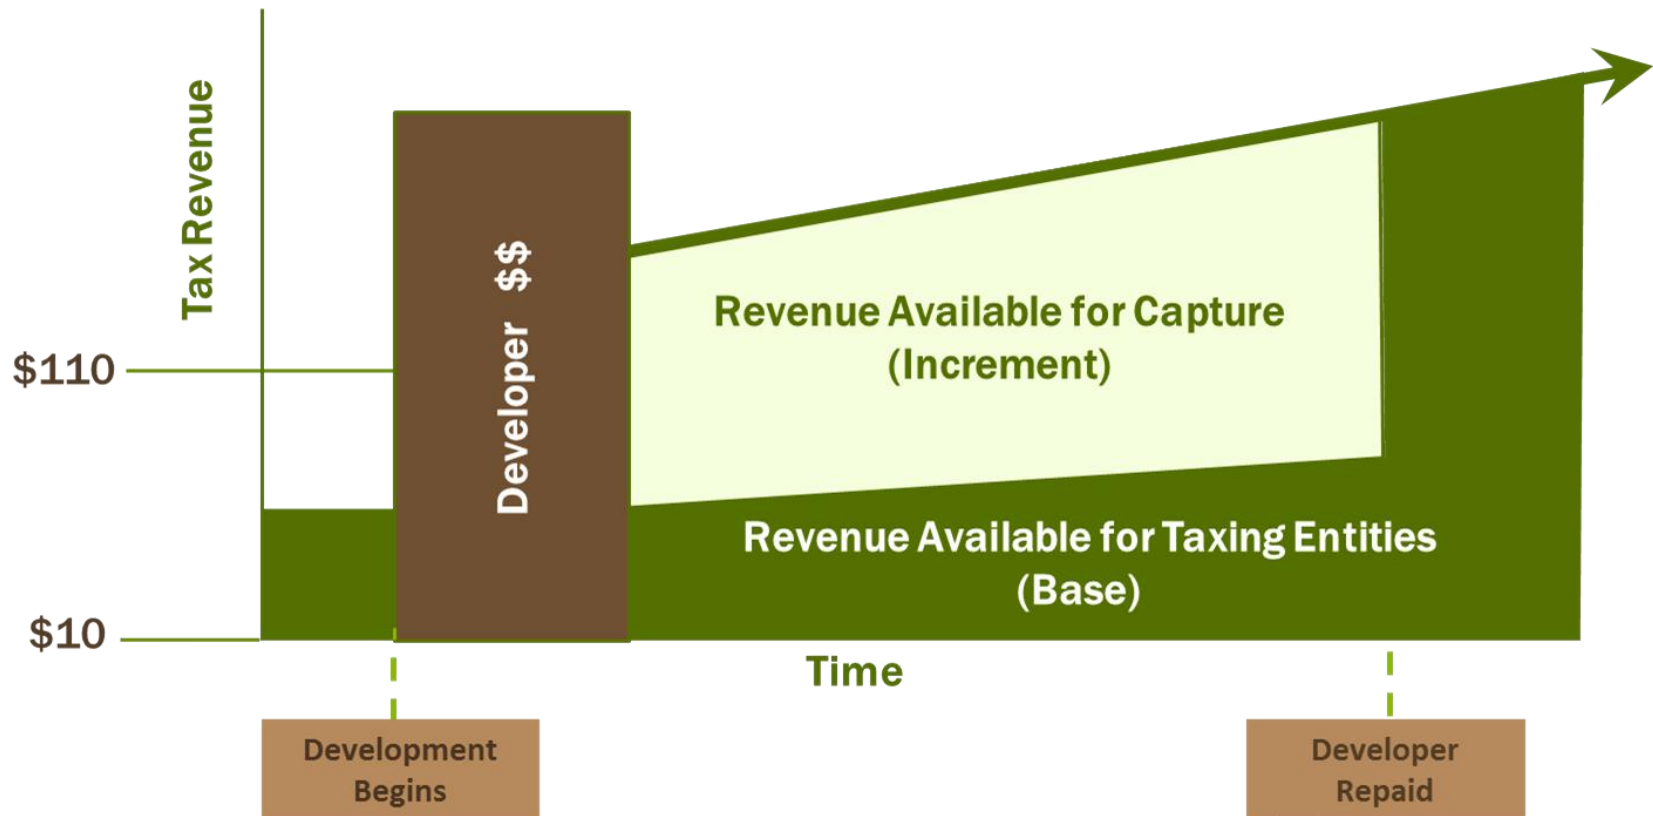 Tax Revenue
$110
$10
Developer $$
Revenue Available for Capture
(Increment)
Revenue Available for Taxing Entities
(Base)
Time
Development
Begins
Developer
Repaid